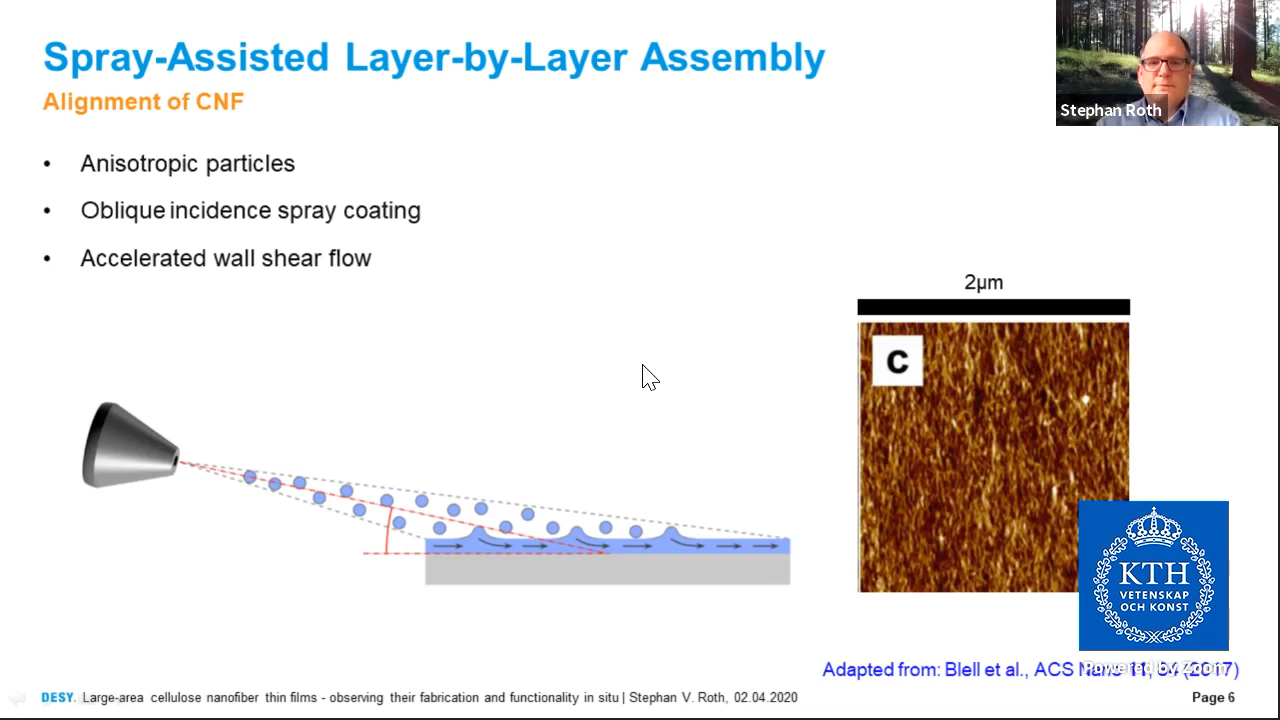 Spray-Assisted Layer-by-Layer Assembly
Alignment of CNF
Stephan Roth
• Anisotropic particles
• Oblique incidence spray coating
• Accelerated wall shear flow
2µm
C
KTH
VETENSKAP
OCH KONST
Adapted from: Blell et al., ACS Nano 11, 84 (2017)
Powered by Zoom
DESY. Large-area cellulose nanofiber thin films - observing their fabrication and functionality in situ | Stephan V. Roth, 02.04.2020
Page 6